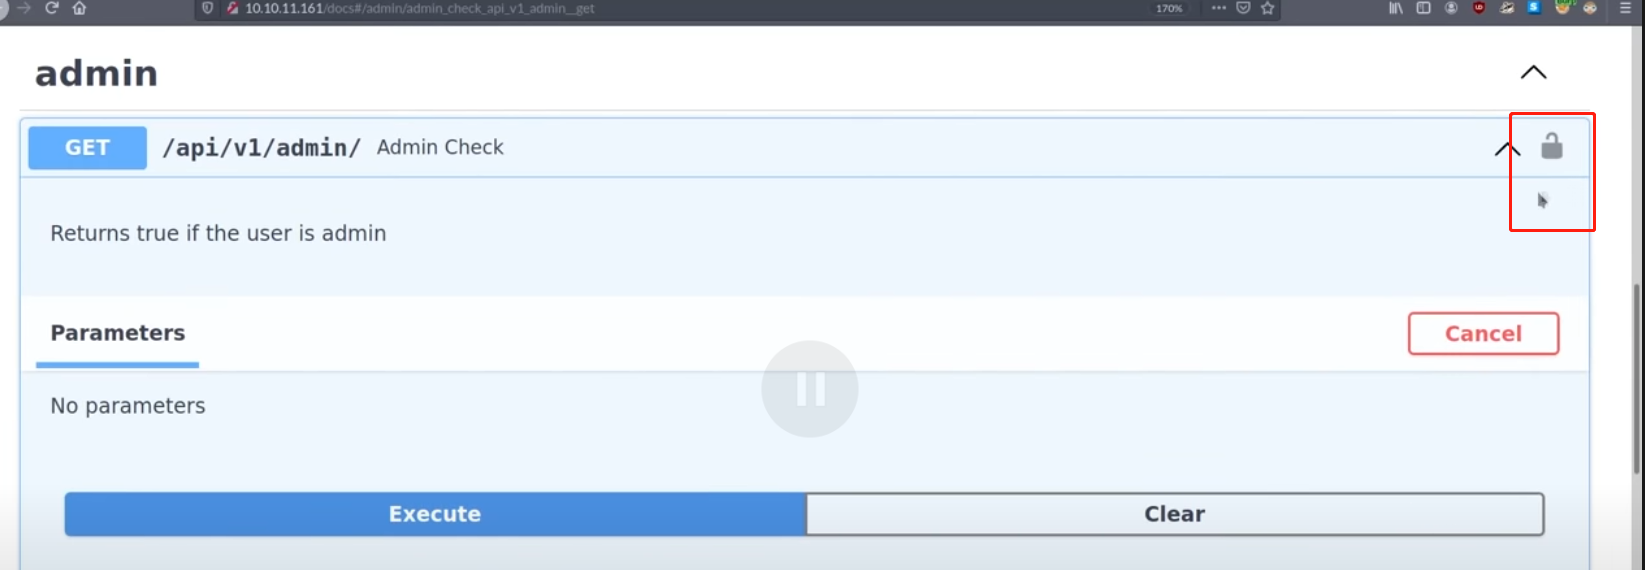 10.10.11.161/docs#/admin/admin_check_api_v1_admin__get
170%
admin
GET /api/v1/admin/ Admin Check
Returns true if the user is admin
Parameters
Cancel
No parameters
Execute
Clear